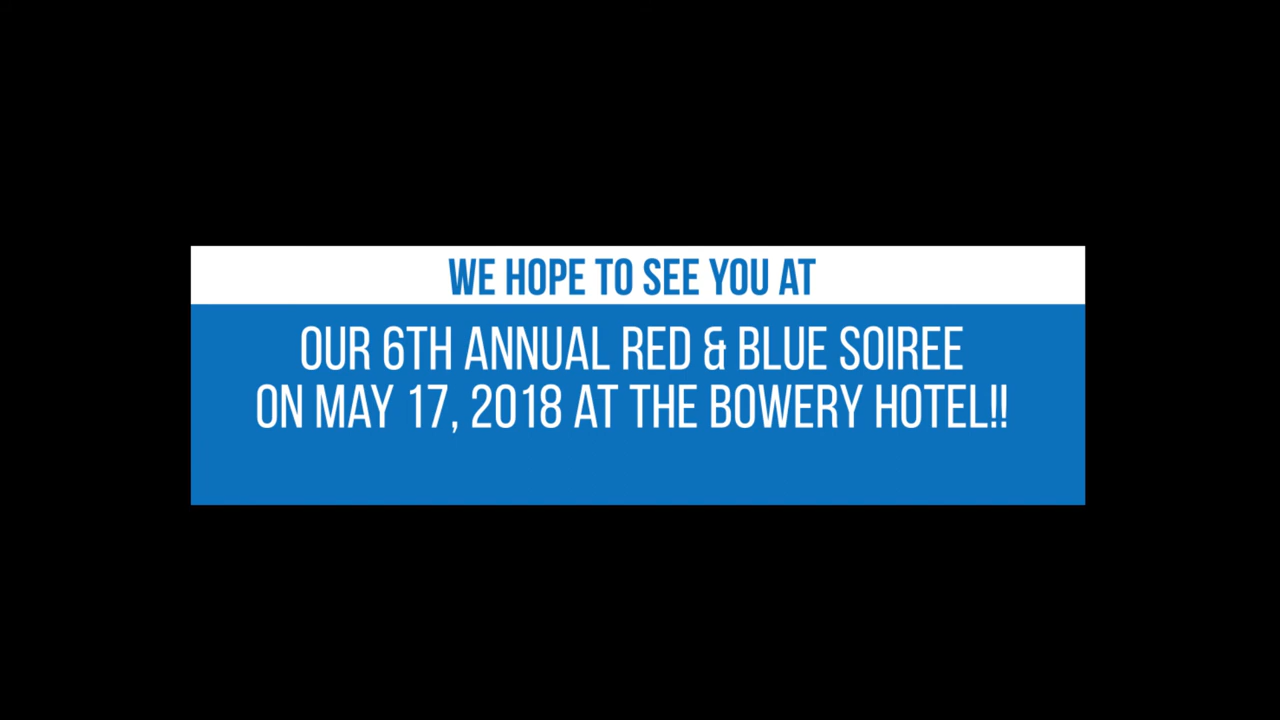 WE HOPE TO SEE YOU AT
OUR 6TH ANNUAL RED & BLUE SOIREE
ON MAY 17, 2018 AT THE BOWERY HOTEL!!